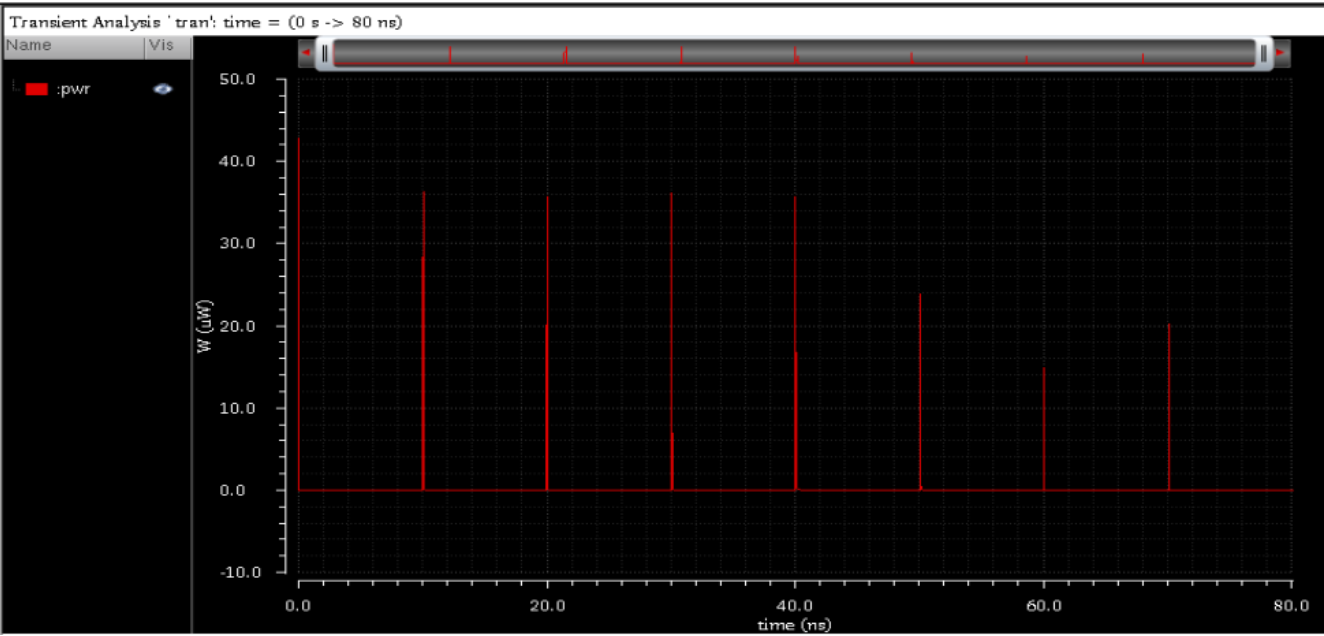 Transient Analysis `tran': time = (0 s -> 80 ns)
Name Vis
:pwr
50.0
40.0
30.0
20.0
10.0
0.0
-10.0
W (uW)
0.0 20.0 40.0 60.0 80.0
time (ns)